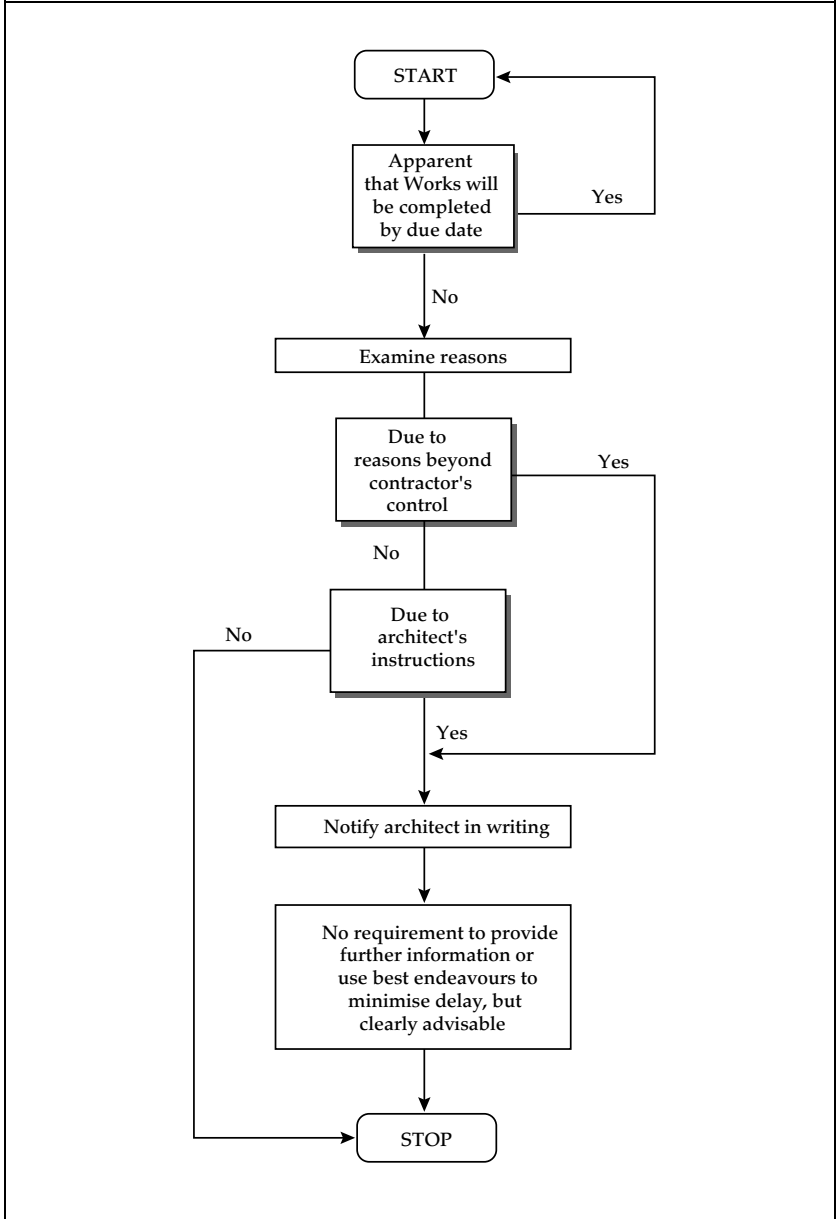 START
Apparent
that Works will
be completed
by due date
Yes
No
Examine reasons
Due to
reasons beyond
contractor's
control
Yes
No
Due to
architect's
instructions
No
Yes
Notify architect in writing
No requirement to provide
further information or
use best endeavours to
minimise delay, but
clearly advisable
STOP